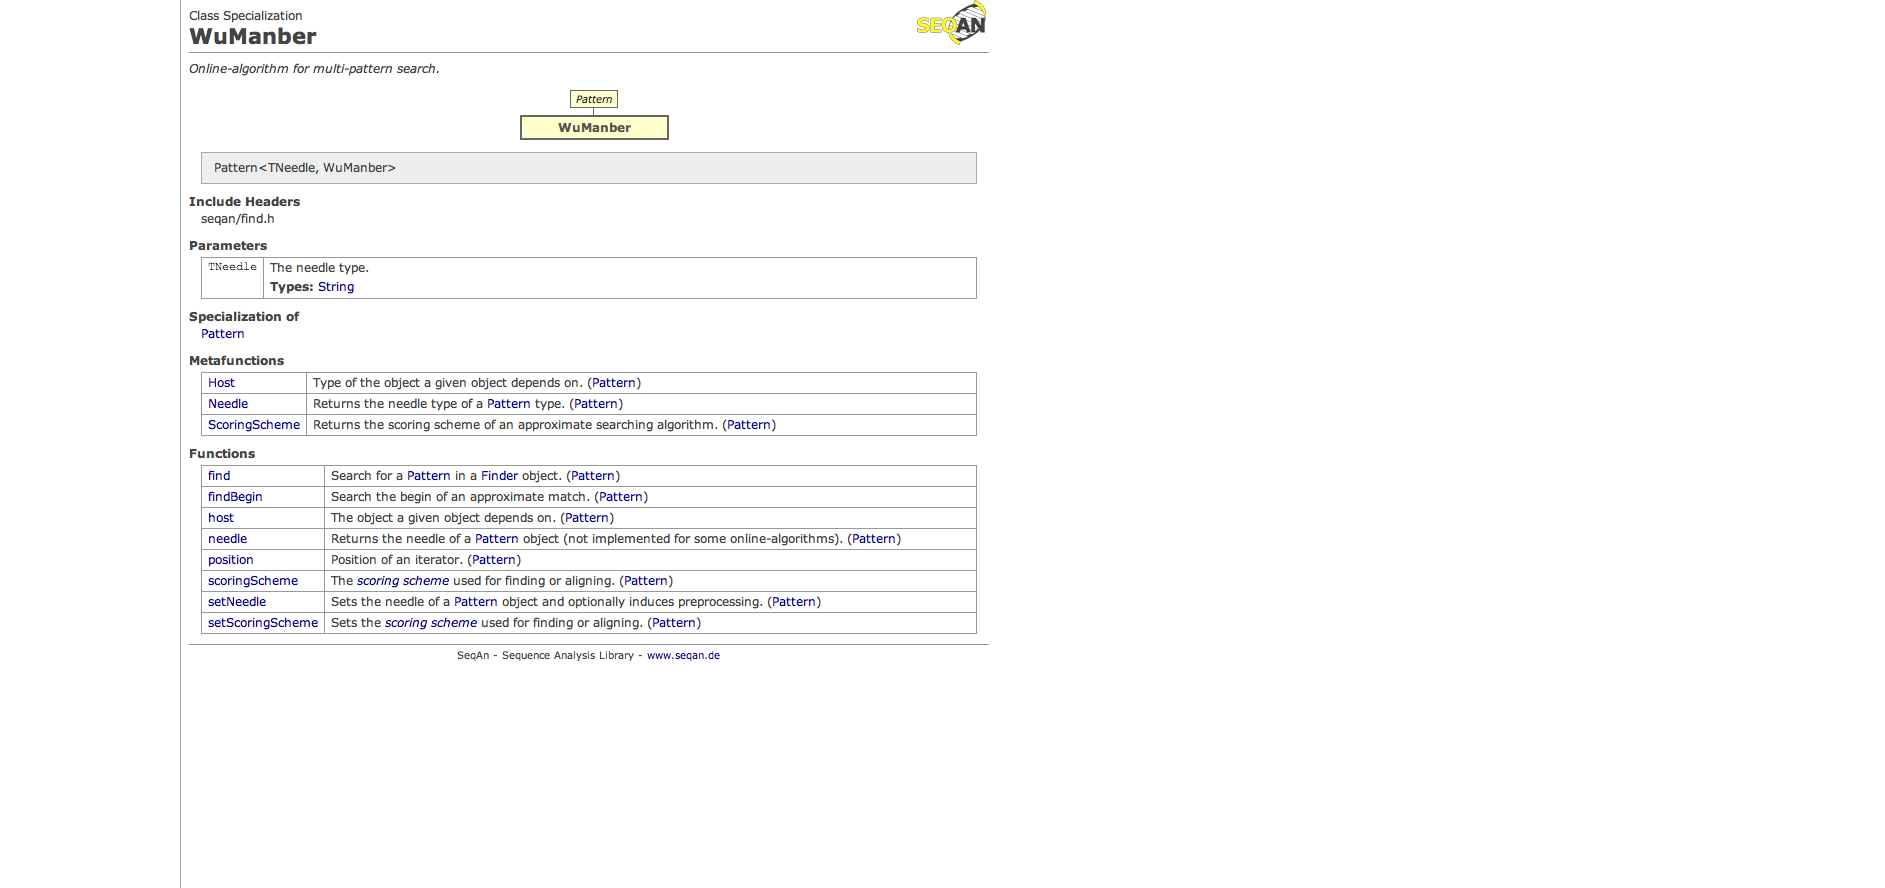 Class Specialization
WuManber
SEQAN
Online-algorithm for multi-pattern search.
Pattern
WuManber
Pattern<TNeedle, WuManber>
Include Headers
seqan/find.h
Parameters
TNeedle The needle type.
Types: String
Specialization of
Pattern
Metafunctions
Host Type of the object a given object depends on. (Pattern)
Needle Returns the needle type of a Pattern type. (Pattern)
ScoringScheme Returns the scoring scheme of an approximate searching algorithm. (Pattern)
Functions
find Search for a Pattern in a Finder object. (Pattern)
findBegin Search the begin of an approximate match. (Pattern)
host The object a given object depends on. (Pattern)
needle Returns the needle of a Pattern object (not implemented for some online-algorithms). (Pattern)
position Position of an iterator. (Pattern)
scoringScheme The scoring scheme used for finding or aligning. (Pattern)
setNeedle Sets the needle of a Pattern object and optionally induces preprocessing. (Pattern)
setScoringScheme Sets the scoring scheme used for finding or aligning. (Pattern)
SeqAn - Sequence Analysis Library - www.seqan.de